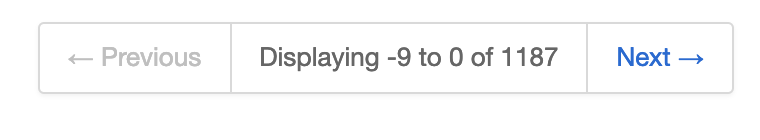 ← Previous Displaying -9 to 0 of 1187 Next →